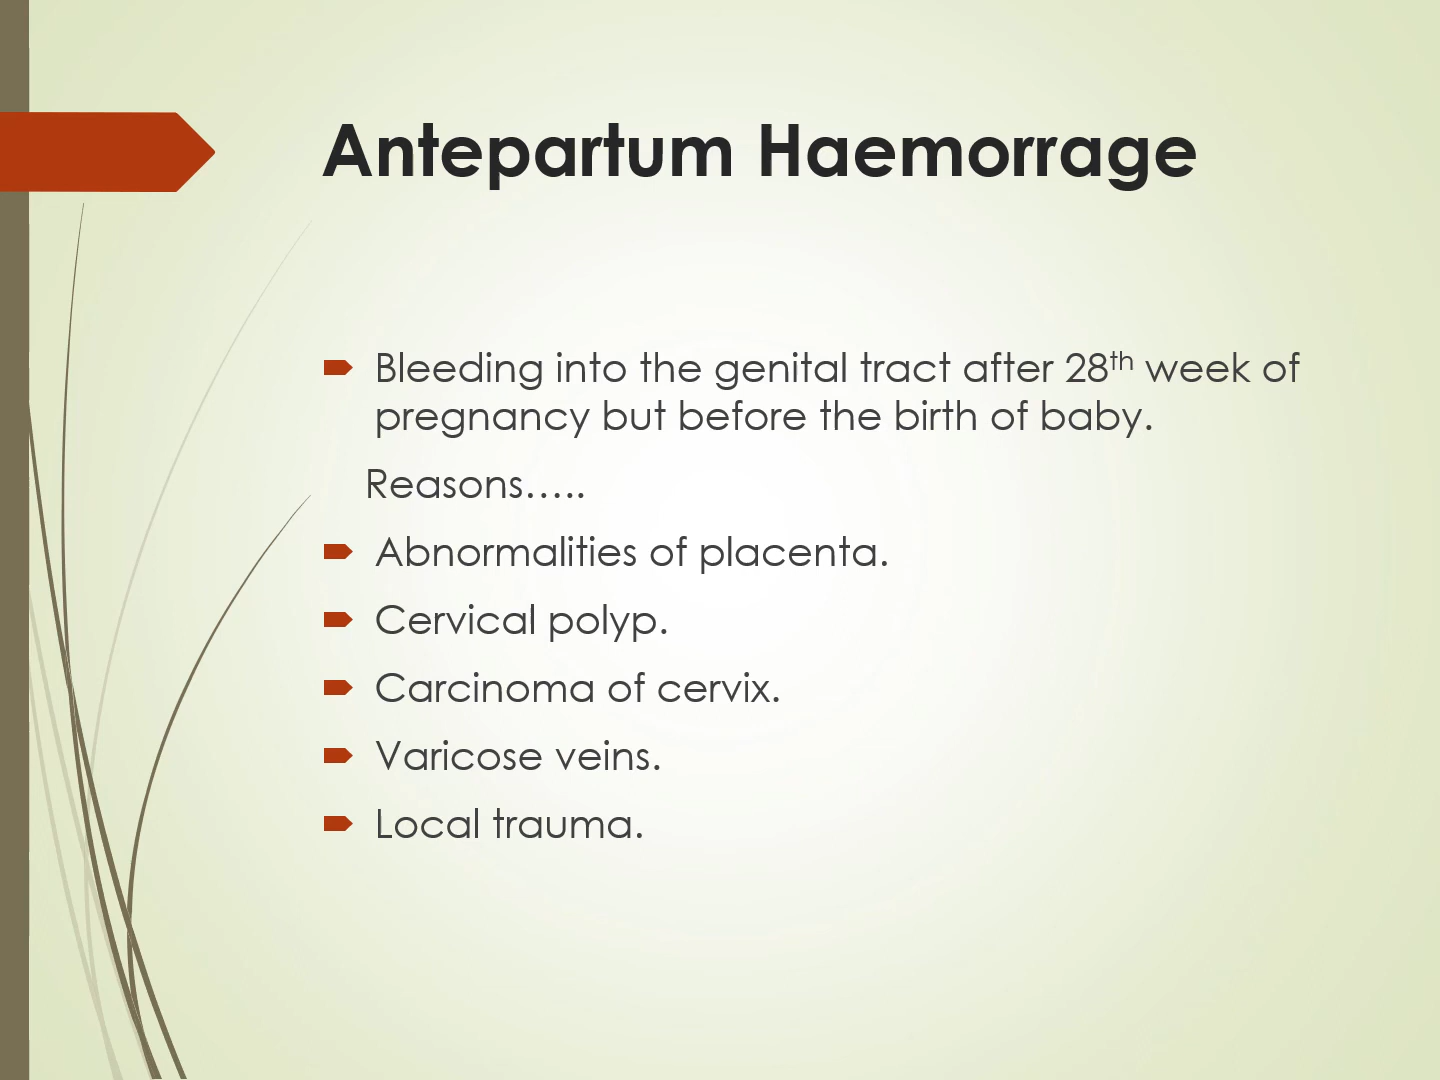 Antepartum Haemorrage
Bleeding into the genital tract after 28th week of
pregnancy but before the birth of baby.
Reasons…..
Abnormalities of placenta.
Cervical polyp.
Carcinoma of cervix.
Varicose veins.
Local trauma.